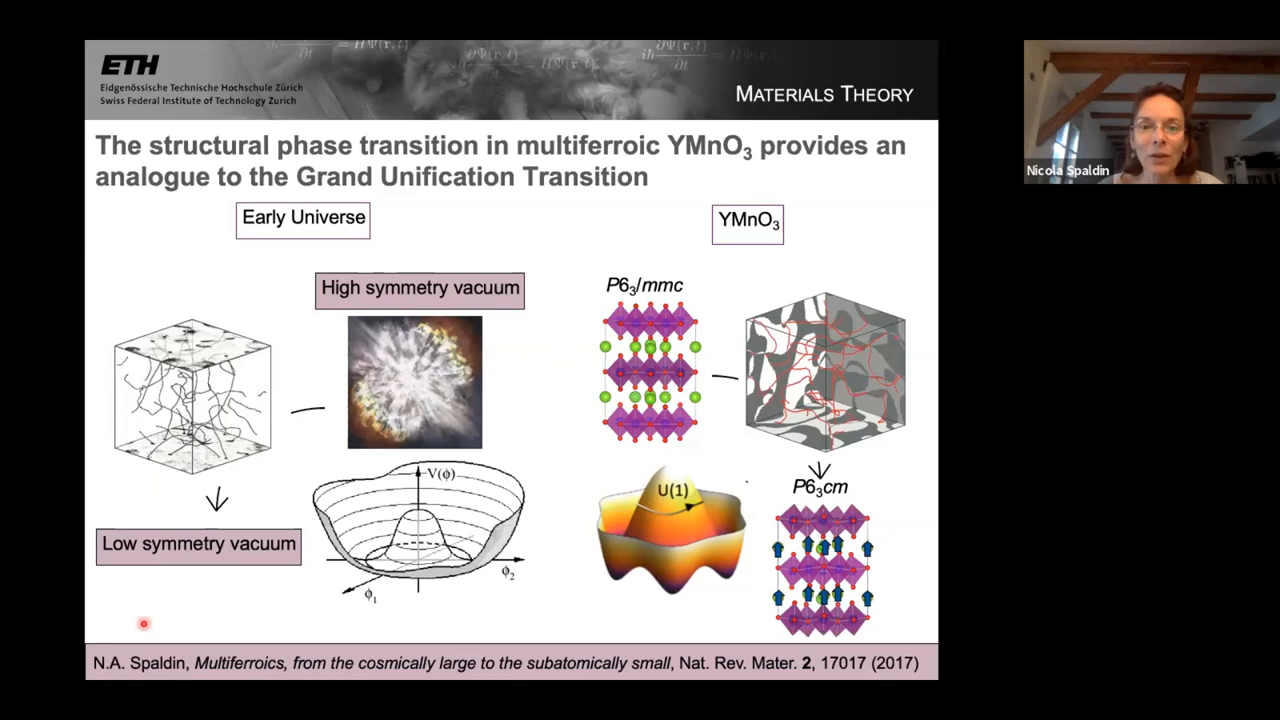 iħ ∂Ψ(r,t)/∂t = HΨ(r,t)
ETH
Eidgenössische Technische Hochschule Zürich
Swiss Federal Institute of Technology Zurich
MATERIALS THEORY
The structural phase transition in multiferroic YMnO₃ provides an
analogue to the Grand Unification Transition
Early Universe
YMnO₃
High symmetry vacuum
P6₃/mmc
V(ϕ)
U(1)
P6₃cm
Low symmetry vacuum
ϕ₂
ϕ₁
N.A. Spaldin, Multiferroics, from the cosmically large to the subatomically small, Nat. Rev. Mater. 2, 17017 (2017)
Nicola Spaldin